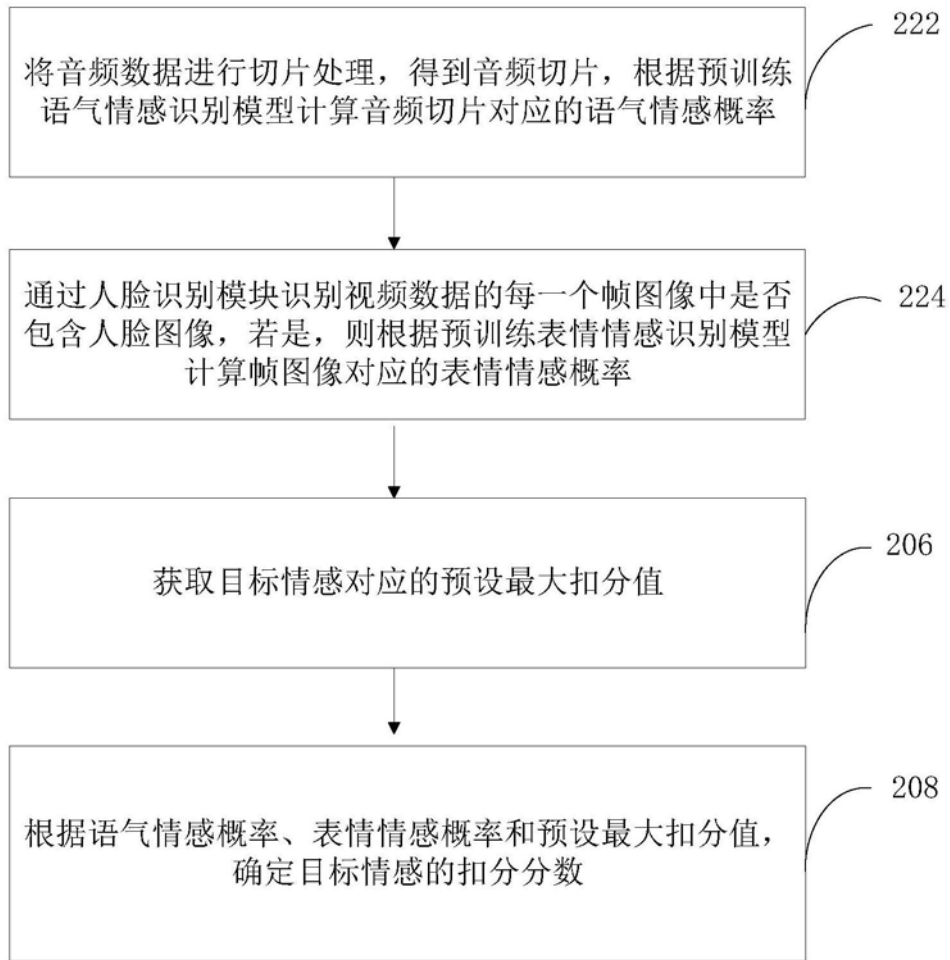 222
将音频数据进行切片处理，得到音频切片，根据预训练
语气情感识别模型计算音频切片对应的语气情感概率
通过人脸识别模块识别视频数据的每一个帧图像中是否
包含人脸图像，若是，则根据预训练表情情感识别模型
计算帧图像对应的表情情感概率
224
获取目标情感对应的预设最大扣分值
206
根据语气情感概率、表情情感概率和预设最大扣分值，
确定目标情感的扣分分数
208